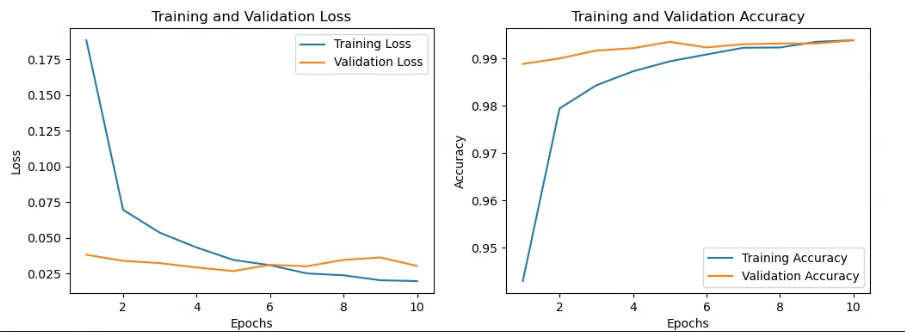 Training and Validation Loss
0.175
0.150
0.125
0.100
0.075
0.050
0.025
Loss
2 4 6 8 10
Epochs
Training Loss
Validation Loss
Training and Validation Accuracy
0.99
0.98
0.97
0.96
0.95
Accuracy
2 4 6 8 10
Epochs
Training Accuracy
Validation Accuracy